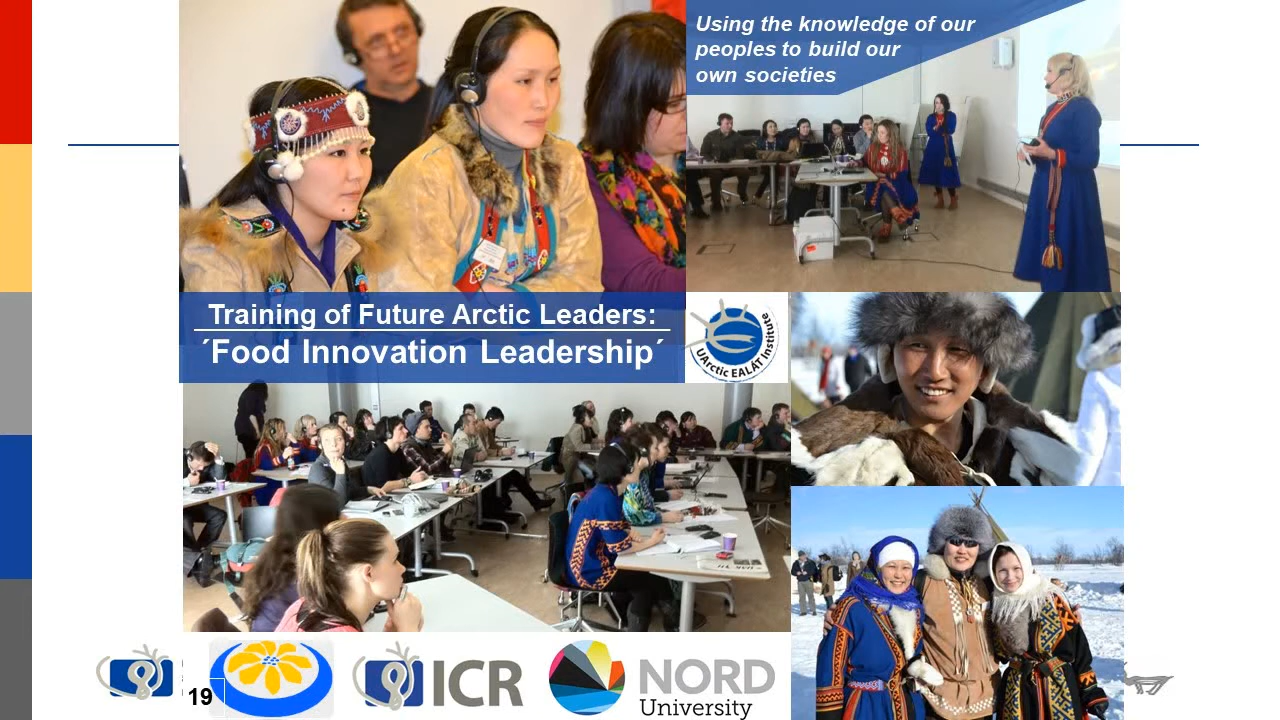 Using the knowledge of our
peoples to build our
own societies
Training of Future Arctic Leaders:
´Food Innovation Leadership´
UArctic EALÁT Institute
19
ICR
NORD
University